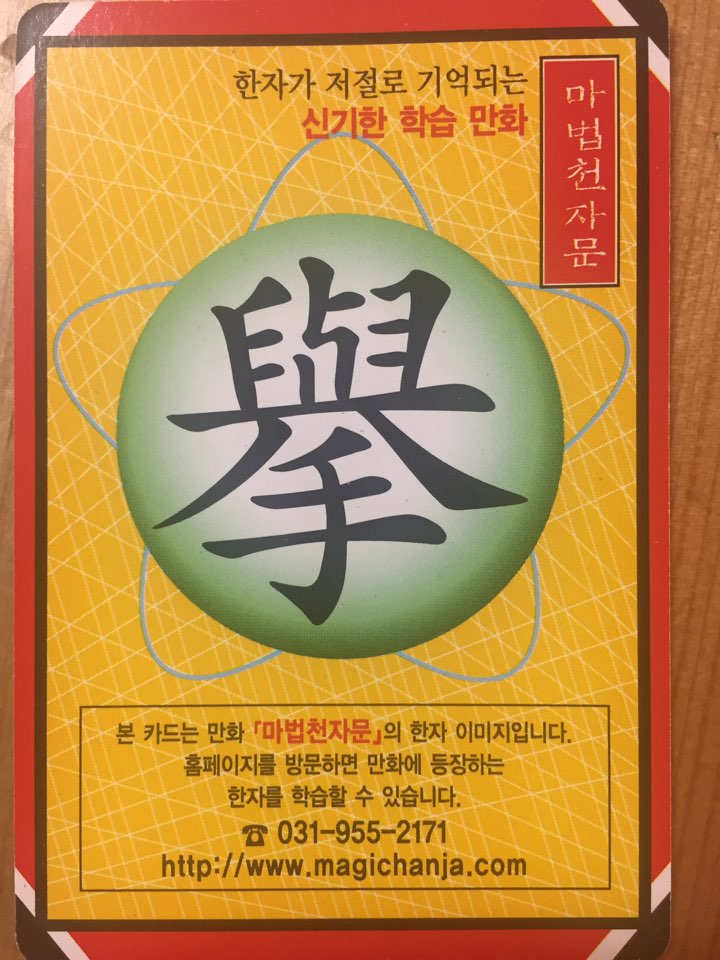 한자가 저절로 기억되는
신기한 학습 만화
마법천자문
擧
본 카드는 만화 「마법천자문」의 한자 이미지입니다.
홈페이지를 방문하면 만화에 등장하는
한자를 학습할 수 있습니다.
☎ 031-955-2171
http://www.magichanja.com